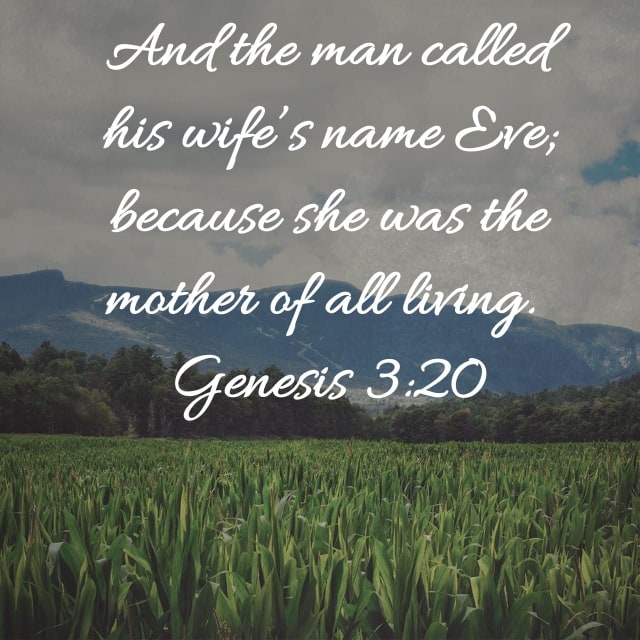 And the man called
his wife's name Eve;
because she was the
mother of all living.
Genesis 3:20